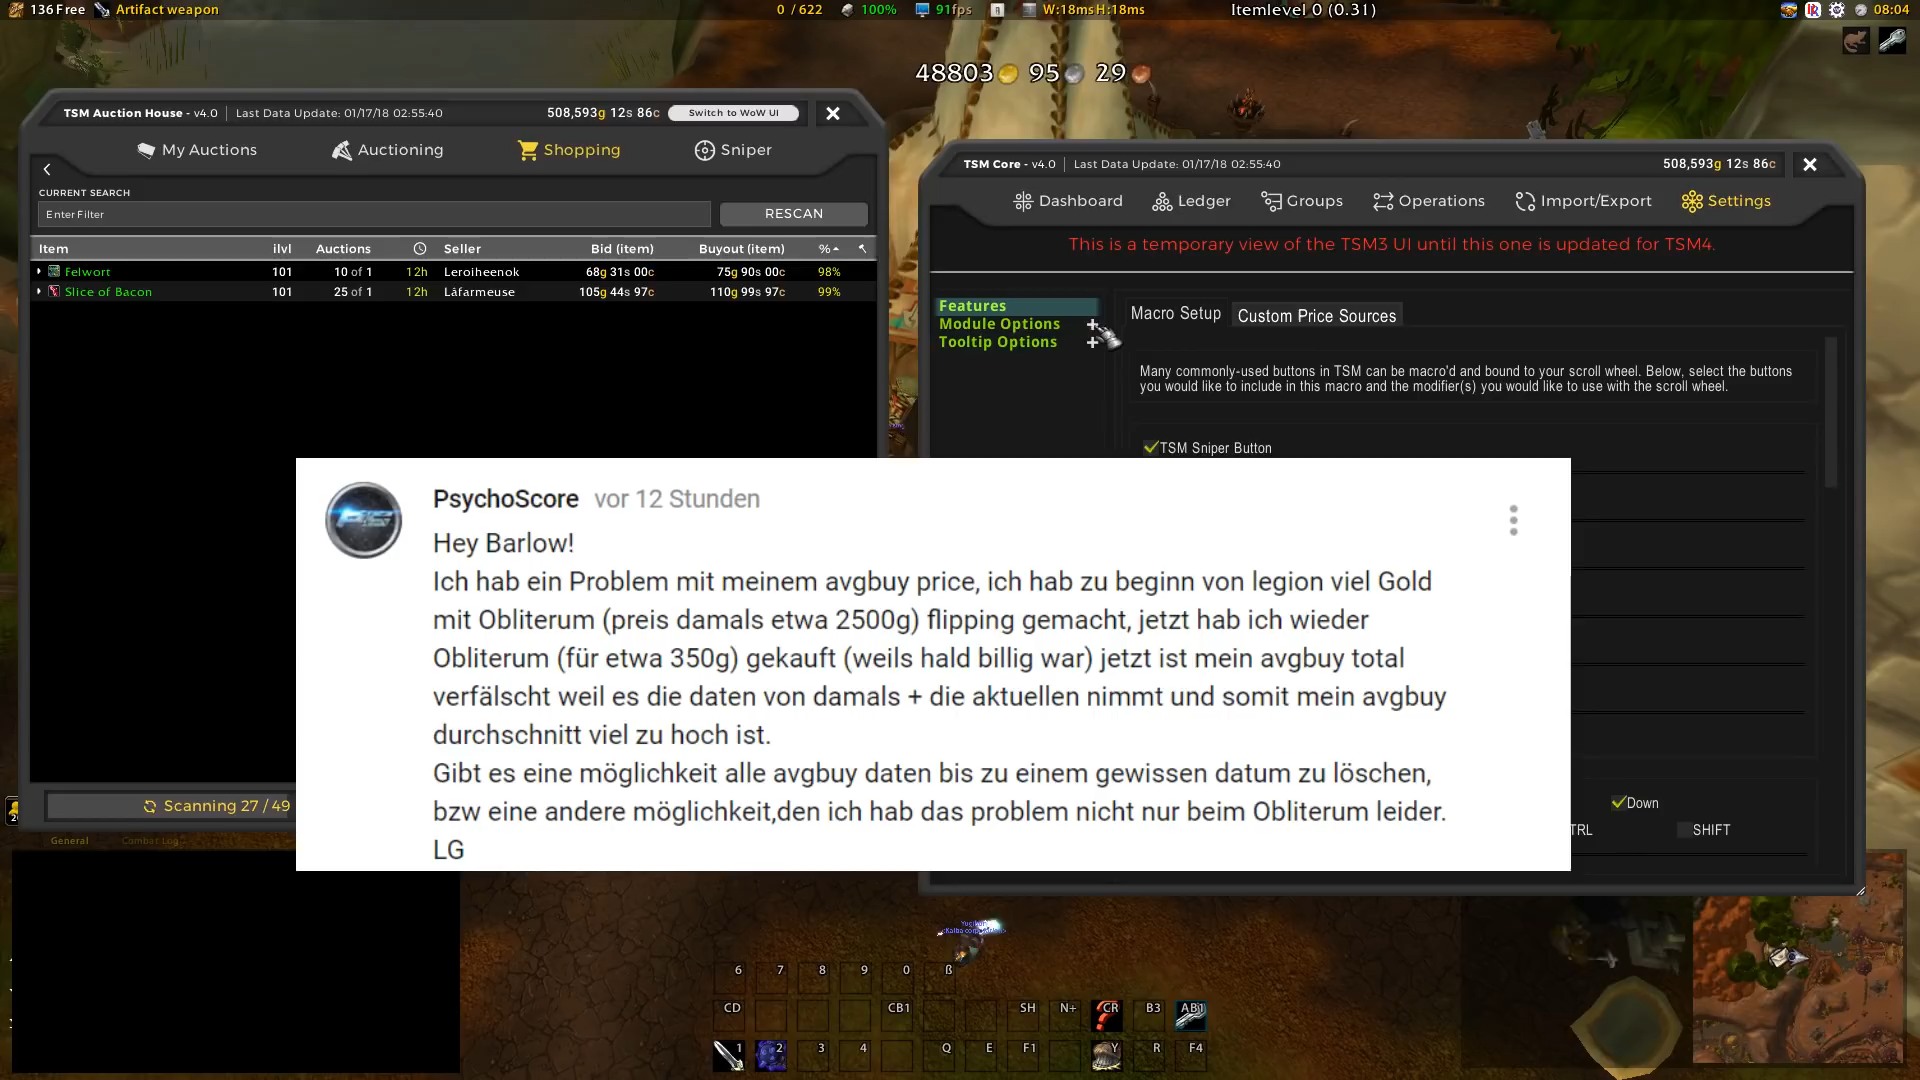 136 Free Artifact weapon
0 / 622 100% 91fps W:18ms H:18ms Itemlevel 0 (0.31)
08:04
48803 95 29
TSM Auction House - v4.0 Last Data Update: 01/17/18 02:55:40 508,593g 12s 86c Switch to WoW UI
My Auctions Auctioning Shopping Sniper
CURRENT SEARCH
Enter Filter RESCAN
Item ilvl Auctions Seller Bid (item) Buyout (item) %
Felwort 101 10 of 1 12h Leroiheenok 68g 31s 00c 75g 90s 00c 98%
Slice of Bacon 101 25 of 1 12h Lâfarmeuse 105g 44s 97c 110g 99s 97c 99%
Scanning 27 / 49
General Combat Log
TSM Core - v4.0 Last Data Update: 01/17/18 02:55:40 508,593g 12s 86c
Dashboard Ledger Groups Operations Import/Export Settings
This is a temporary view of the TSM3 UI until this one is updated for TSM4.
Features
Module Options
Tooltip Options
Macro Setup Custom Price Sources
Many commonly-used buttons in TSM can be macro'd and bound to your scroll wheel. Below, select the buttons
you would like to include in this macro and the modifier(s) you would like to use with the scroll wheel.
TSM Sniper Button
Down
TRL SHIFT
PsychoScore vor 12 Stunden
Hey Barlow!
Ich hab ein Problem mit meinem avgbuy price, ich hab zu beginn von legion viel Gold
mit Obliterum (preis damals etwa 2500g) flipping gemacht, jetzt hab ich wieder
Obliterum (für etwa 350g) gekauft (weils hald billig war) jetzt ist mein avgbuy total
verfälscht weil es die daten von damals + die aktuellen nimmt und somit mein avgbuy
durchschnitt viel zu hoch ist.
Gibt es eine möglichkeit alle avgbuy daten bis zu einem gewissen datum zu löschen,
bzw eine andere möglichkeit,den ich hab das problem nicht nur beim Obliterum leider.
LG
6 7 8 9 0 ß
CD CB1 SH N+ CR B3 AB1
1 2 3 4 Q E F1 Y R F4